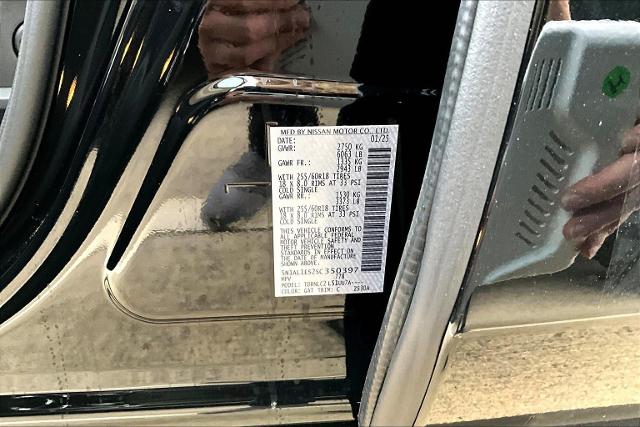 MFD BY NISSAN MOTOR CO., LTD.
DATE: 01/25
GVWR: 2750 KG
6063 LB
GAWR FR.: 1335 KG
2943 LB
WITH 255/60R18 TIRES
18 X 8.0 RIMS AT 33 PSI
COLD SINGLE
GAWR RR.: 1530 KG
3373 LB
WITH 255/60R18 TIRES
18 X 8.0 RIMS AT 33 PSI
COLD SINGLE
THIS VEHICLE CONFORMS TO
ALL APPLICABLE FEDERAL
MOTOR VEHICLE SAFETY AND
THEFT PREVENTION
STANDARDS IN EFFECT ON
THE DATE OF MANUFACTURE
SHOWN ABOVE.
350397
MPV
MODEL:
COLOR: GAT TRIM: C